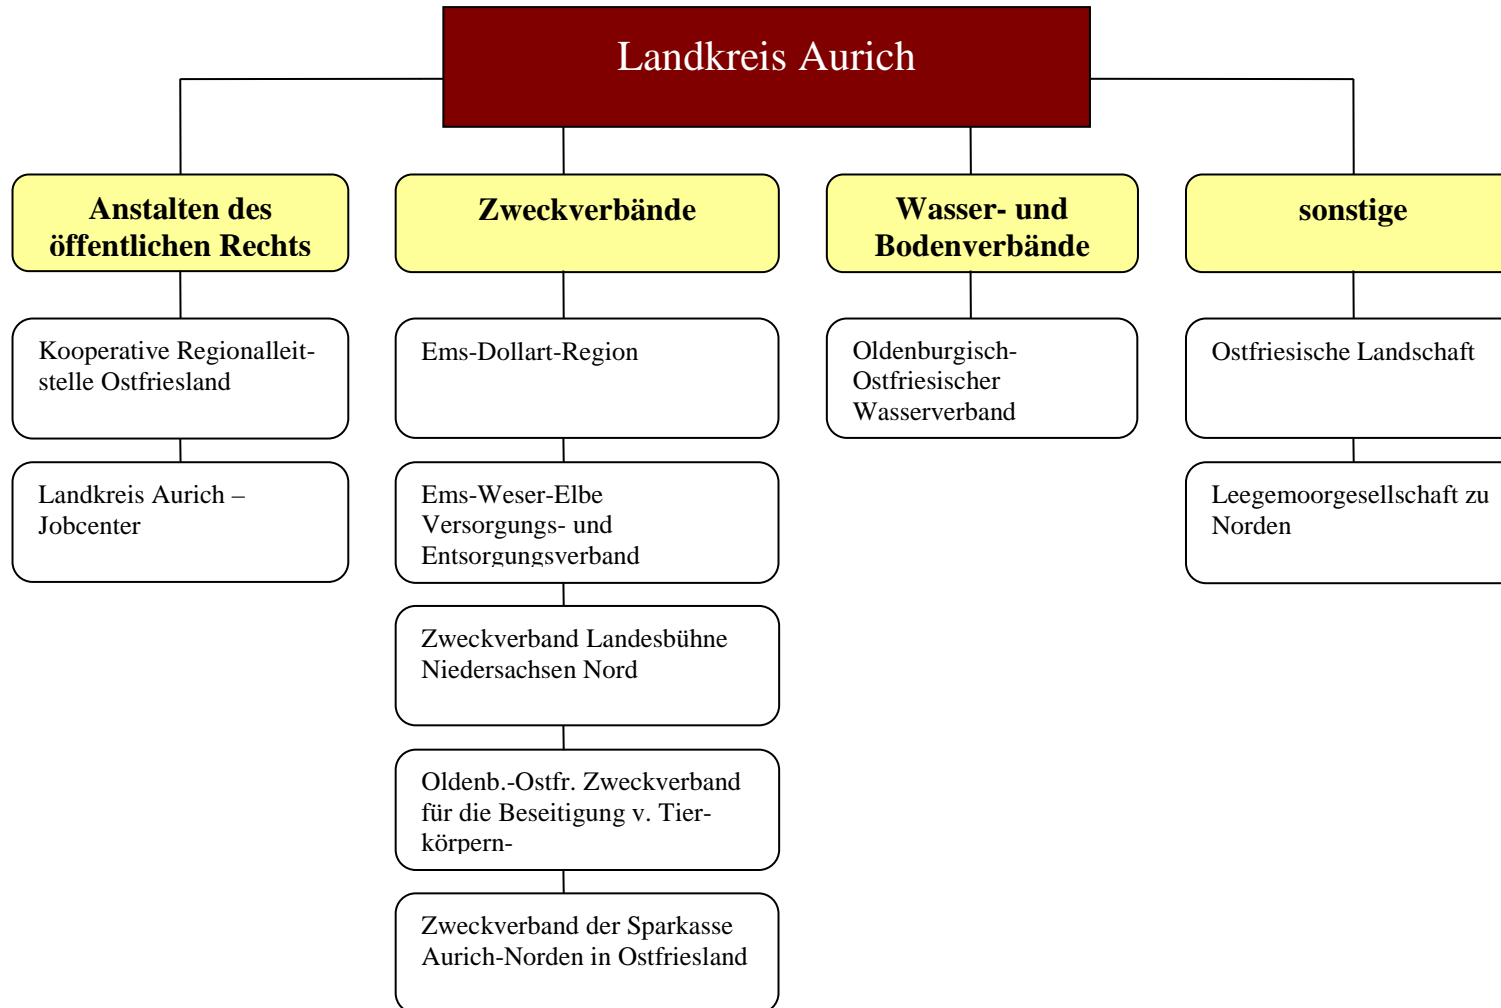 Landkreis Aurich
Anstalten des
öffentlichen Rechts
Kooperative Regionalleit-
stelle Ostfriesland
Landkreis Aurich –
Jobcenter
Zweckverbände
Ems-Dollart-Region
Ems-Weser-Elbe
Versorgungs- und
Entsorgungsverband
Zweckverband Landesbühne
Niedersachsen Nord
Oldenb.-Ostfr. Zweckverband
für die Beseitigung v. Tier-
körpern-
Zweckverband der Sparkasse
Aurich-Norden in Ostfriesland
Wasser- und
Bodenverbände
Oldenburgisch-
Ostfriesischer
Wasserverband
sonstige
Ostfriesische Landschaft
Leegemoorgesellschaft zu
Norden